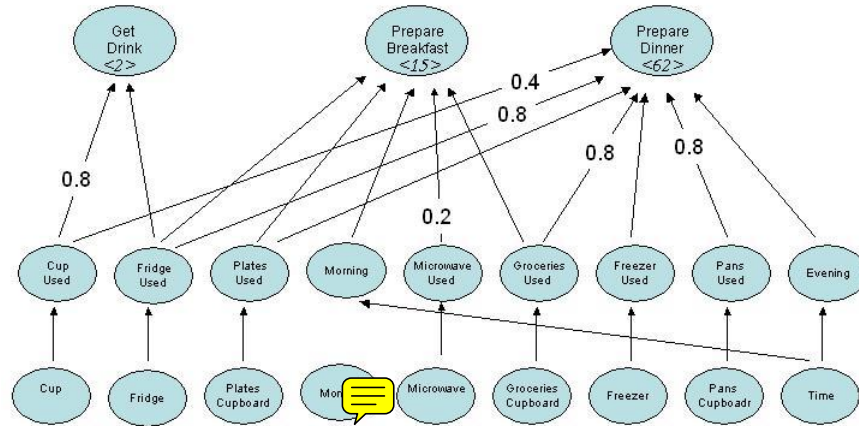 Get
Drink
<2>
Prepare
Breakfast
<15>
Prepare
Dinner
<62>
0.4
0.8
0.8
0.8
0.8
0.2
Cup
Used
Fridge
Used
Plates
Used
Morning
Microwave
Used
Groceries
Used
Freezer
Used
Pans
Used
Evening
Cup
Fridge
Plates
Cupboard
Microwave
Groceries
Cupboard
Freezer
Pans
Cupboadr
Time